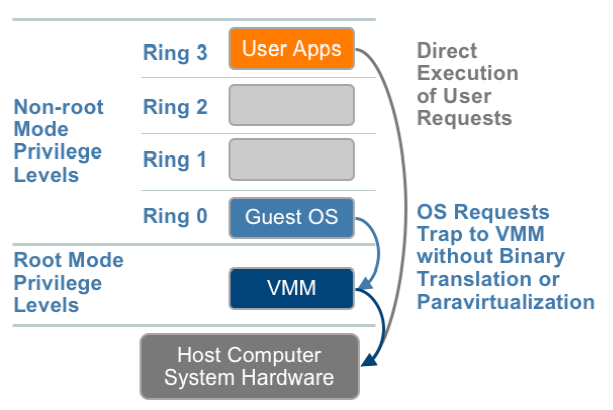 Ring 3
User Apps
Direct
Execution
of User
Requests
Non-root
Mode
Privilege
Levels
Ring 2
Ring 1
Ring 0
Guest OS
OS Requests
Trap to VMM
without Binary
Translation or
Paravirtualization
Root Mode
Privilege
Levels
VMM
Host Computer
System Hardware